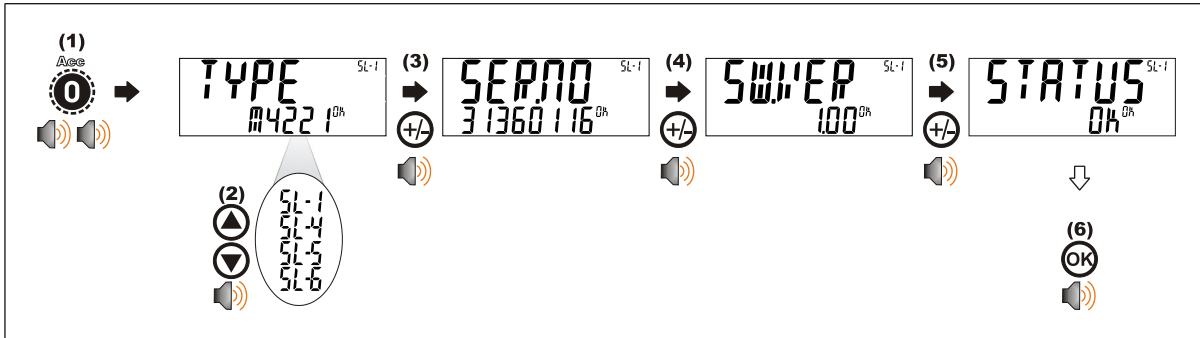 (1)
Acc
0
TYPE
SL-1
M4221
Ok
(2)
SL-1
SL-4
SL-5
SL-6
(3)
+/-
SER.NO
SL-1
31360116
Ok
(4)
+/-
SW.VER
SL-1
1.00
Ok
(5)
+/-
STATUS
SL-1
Ok
Ok
(6)
OK